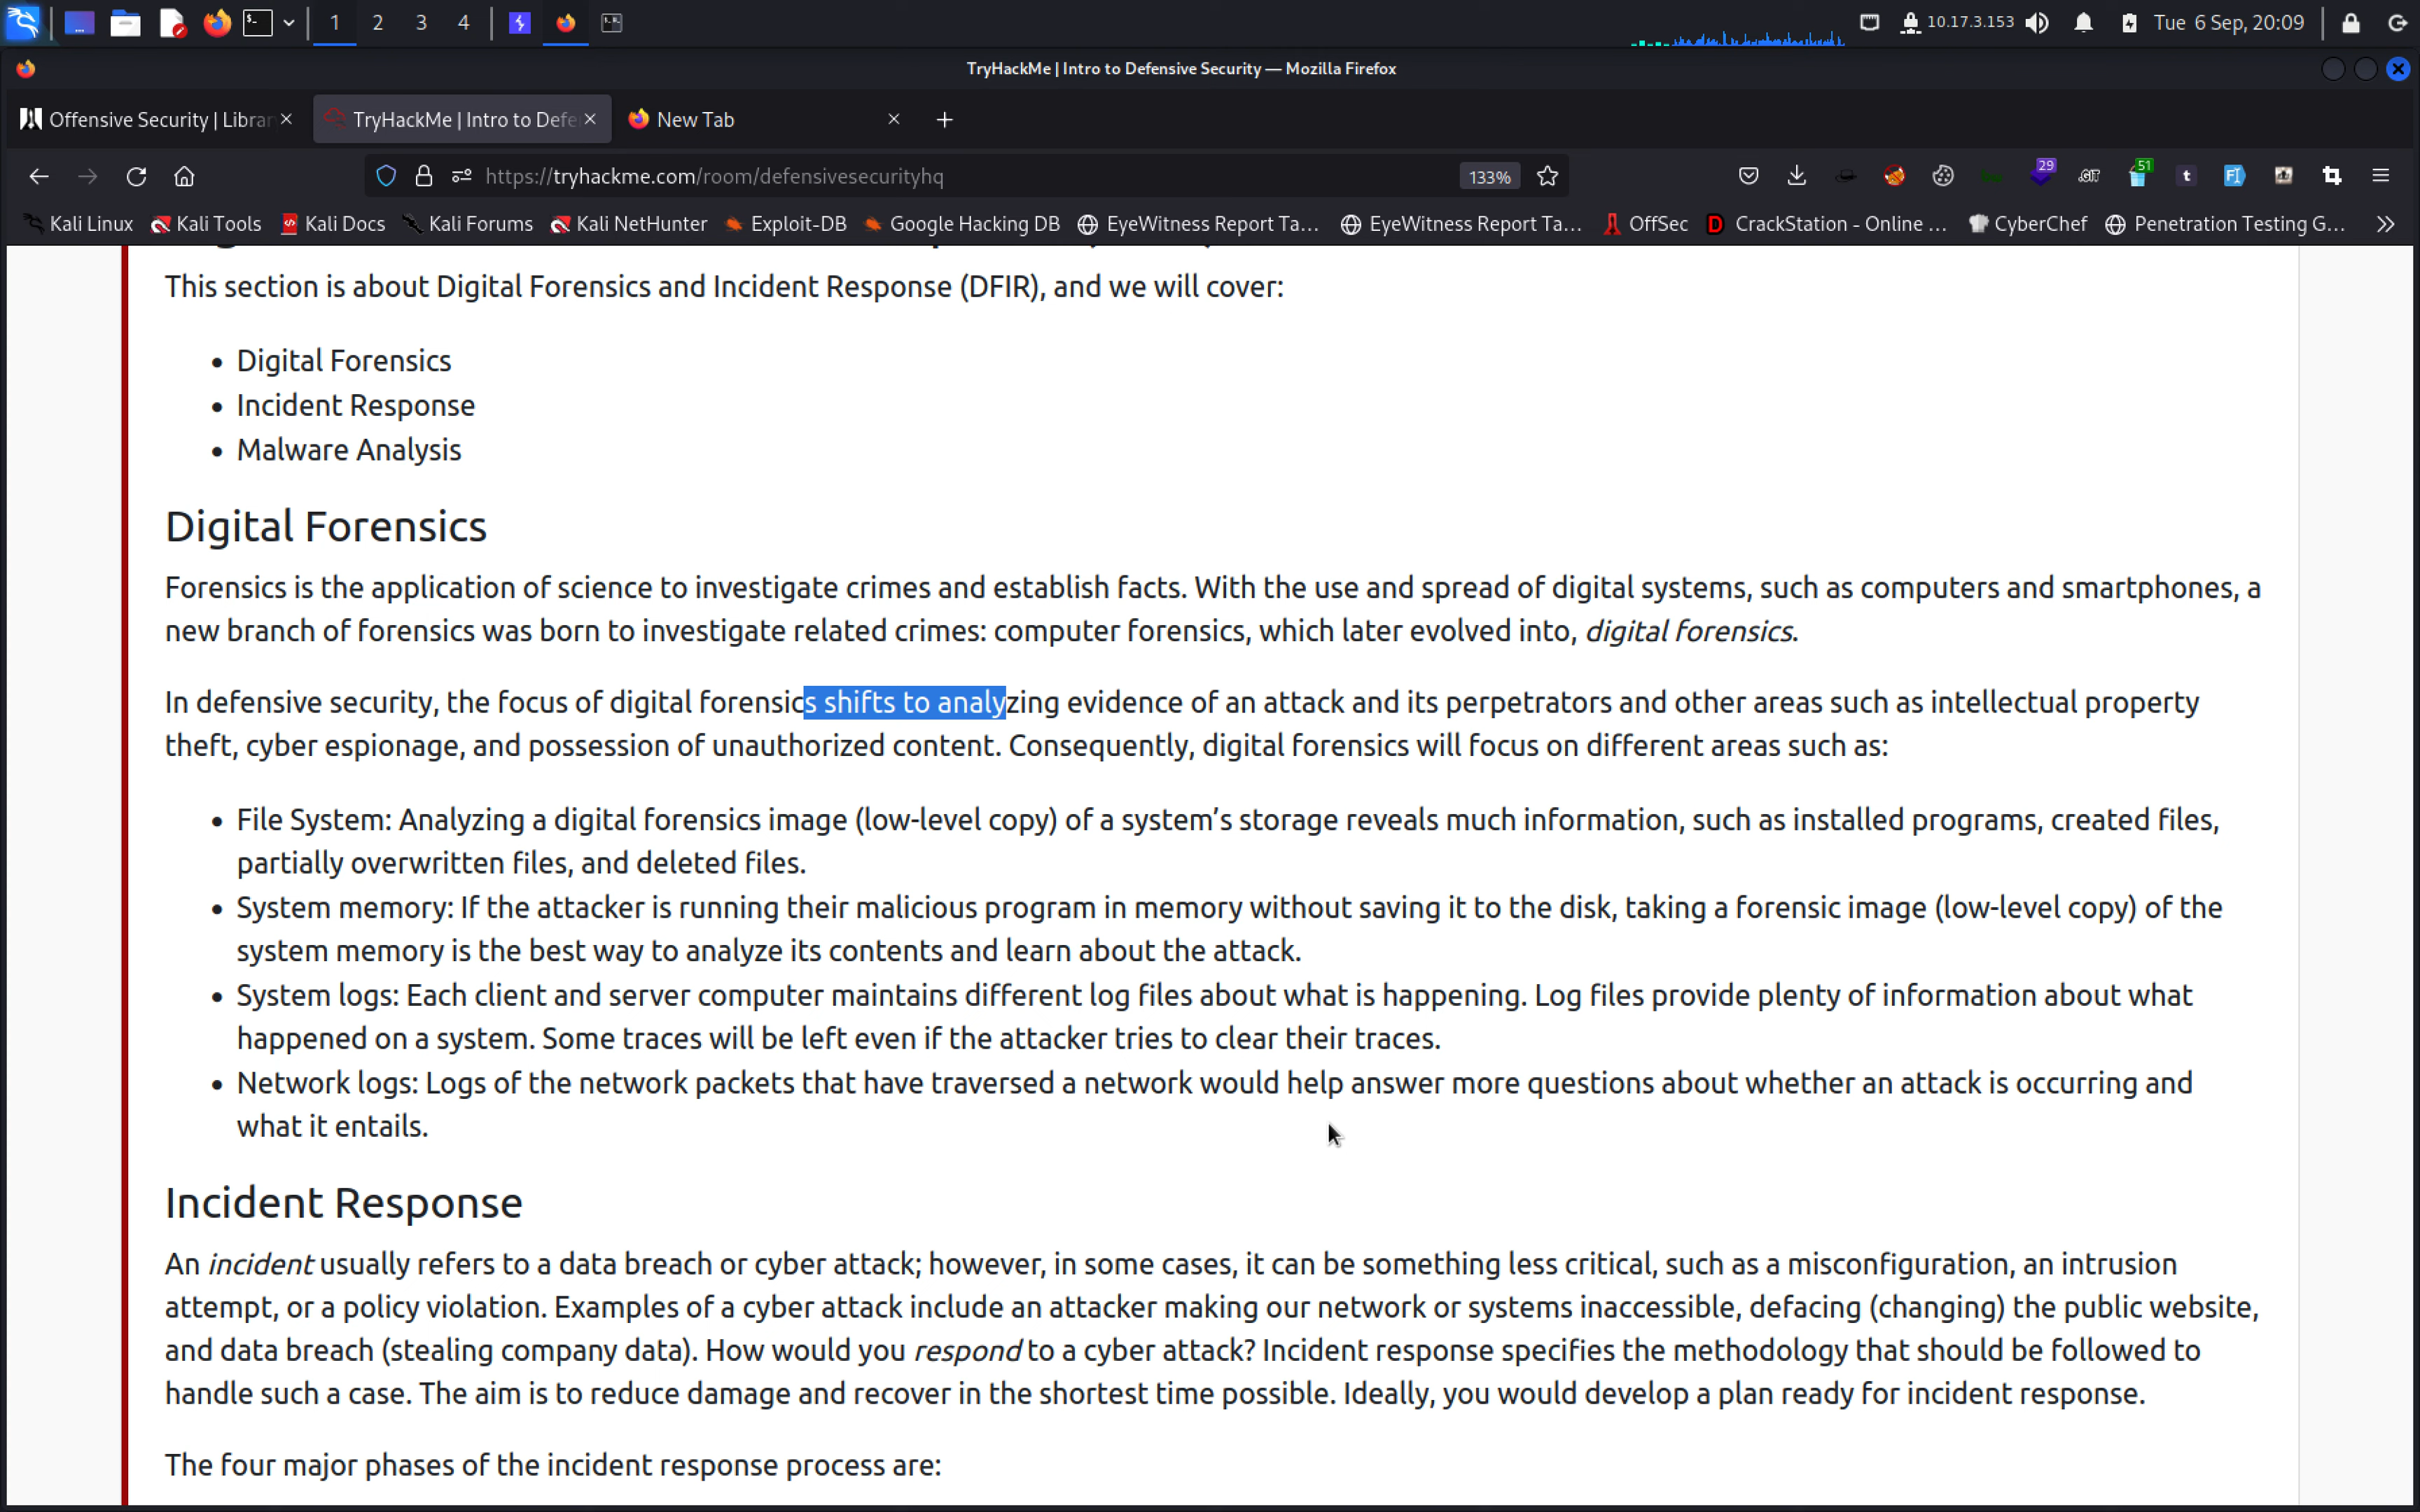 1 2 3 4 10.17.3.153 Tue 6 Sep, 20:09
TryHackMe | Intro to Defensive Security — Mozilla Firefox
Offensive Security | Librar TryHackMe | Intro to Defe New Tab
https://tryhackme.com/room/defensivesecurityhq 133% 29 .GIT 51 t
Kali Linux Kali Tools Kali Docs Kali Forums Kali NetHunter Exploit-DB Google Hacking DB EyeWitness Report Ta... EyeWitness Report Ta... OffSec CrackStation - Online ... CyberChef Penetration Testing G...
This section is about Digital Forensics and Incident Response (DFIR), and we will cover:
• Digital Forensics
• Incident Response
• Malware Analysis
Digital Forensics
Forensics is the application of science to investigate crimes and establish facts. With the use and spread of digital systems, such as computers and smartphones, a
new branch of forensics was born to investigate related crimes: computer forensics, which later evolved into, digital forensics.
In defensive security, the focus of digital forensics shifts to analyzing evidence of an attack and its perpetrators and other areas such as intellectual property
theft, cyber espionage, and possession of unauthorized content. Consequently, digital forensics will focus on different areas such as:
• File System: Analyzing a digital forensics image (low-level copy) of a system’s storage reveals much information, such as installed programs, created files,
partially overwritten files, and deleted files.
• System memory: If the attacker is running their malicious program in memory without saving it to the disk, taking a forensic image (low-level copy) of the
system memory is the best way to analyze its contents and learn about the attack.
• System logs: Each client and server computer maintains different log files about what is happening. Log files provide plenty of information about what
happened on a system. Some traces will be left even if the attacker tries to clear their traces.
• Network logs: Logs of the network packets that have traversed a network would help answer more questions about whether an attack is occurring and
what it entails.
Incident Response
An incident usually refers to a data breach or cyber attack; however, in some cases, it can be something less critical, such as a misconfiguration, an intrusion
attempt, or a policy violation. Examples of a cyber attack include an attacker making our network or systems inaccessible, defacing (changing) the public website,
and data breach (stealing company data). How would you respond to a cyber attack? Incident response specifies the methodology that should be followed to
handle such a case. The aim is to reduce damage and recover in the shortest time possible. Ideally, you would develop a plan ready for incident response.
The four major phases of the incident response process are: